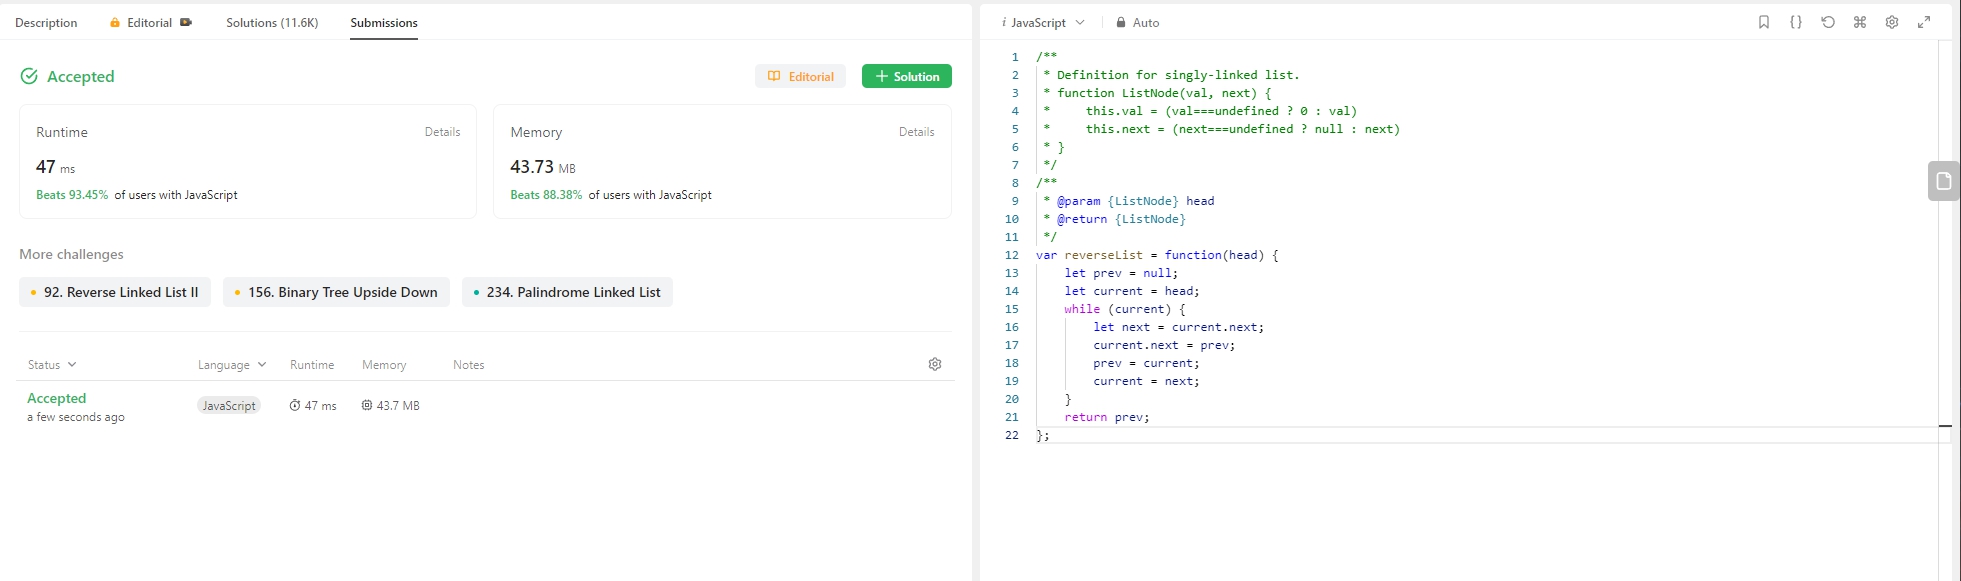 Description Editorial Solutions (11.6K) Submissions
Accepted
Editorial + Solution
Runtime Details
47 ms
Beats 93.45% of users with JavaScript
Memory Details
43.73 MB
Beats 88.38% of users with JavaScript
More challenges
92. Reverse Linked List II 156. Binary Tree Upside Down 234. Palindrome Linked List
Status Language Runtime Memory Notes
Accepted
a few seconds ago
JavaScript 47 ms 43.7 MB
i JavaScript Auto
1 /**
2  * Definition for singly-linked list.
3  * function ListNode(val, next) {
4  *     this.val = (val===undefined ? 0 : val)
5  *     this.next = (next===undefined ? null : next)
6  * }
7  */
8 /**
9  * @param {ListNode} head
10  * @return {ListNode}
11  */
12 var reverseList = function(head) {
13     let prev = null;
14     let current = head;
15     while (current) {
16         let next = current.next;
17         current.next = prev;
18         prev = current;
19         current = next;
20     }
21     return prev;
22 };